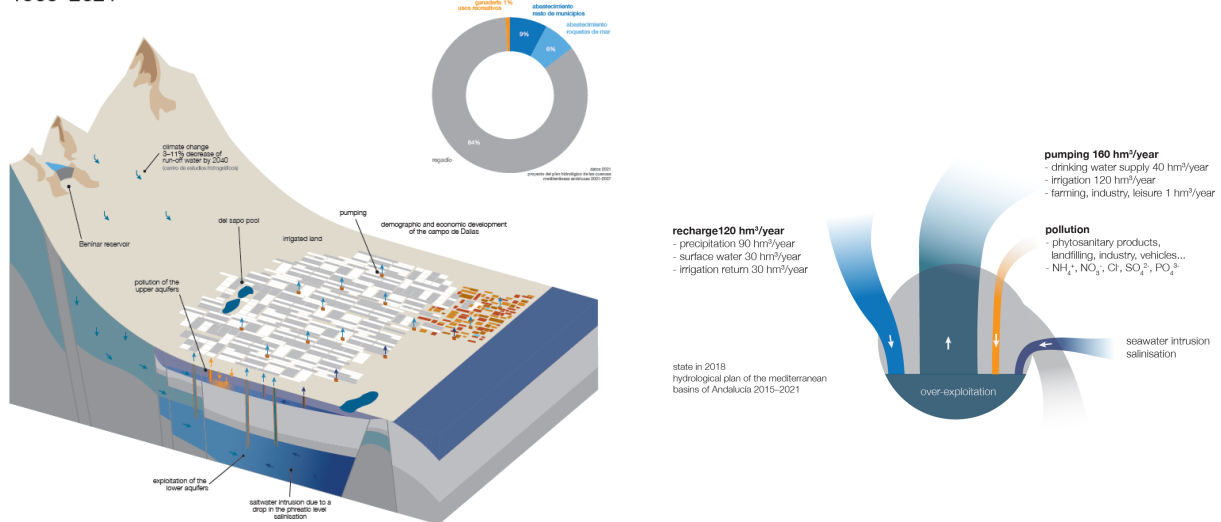 ganadería 1%
usos recreativos
abastecimiento
resto de municipios
abastecimiento
roquetas de mar
9%
6%
84%
regadío
datos 2021
proyecto del plan hidrológico de las cuencas
mediterráneas andaluzas 2021-2027
climate change
3–11% decrease of
run-off water by 2040
(centro de estudios hidrográficos)
Benínar reservoir
del sapo pool
irrigated land
pumping
demographic and economic development
of the campo de Dalías
pollution of the
upper aquifers
exploitation of the
lower aquifers
saltwater intrusion due to a
drop in the phreatic level
salinisation
recharge120 hm³/year
- precipitation 90 hm³/year
- surface water 30 hm³/year
- irrigation return 30 hm³/year
state in 2018
hydrological plan of the mediterranean
basins of Andalucía 2015–2021
pumping 160 hm³/year
- drinking water supply 40 hm³/year
- irrigation 120 hm³/year
- farming, industry, leisure 1 hm³/year
pollution
- phytosanitary products,
landfilling, industry, vehicles...
- NH₄⁺, NO₃⁻, Cl⁻, SO₄²⁻, PO₄³⁻
seawater intrusion
salinisation
over-exploitation